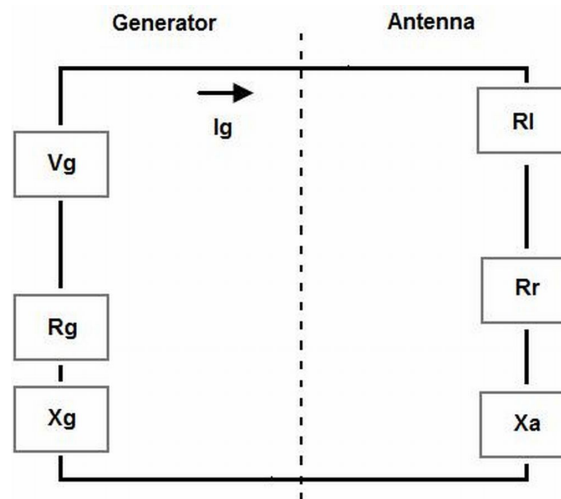 Generator
Antenna
Ig
Vg
Rl
Rg
Rr
Xg
Xa